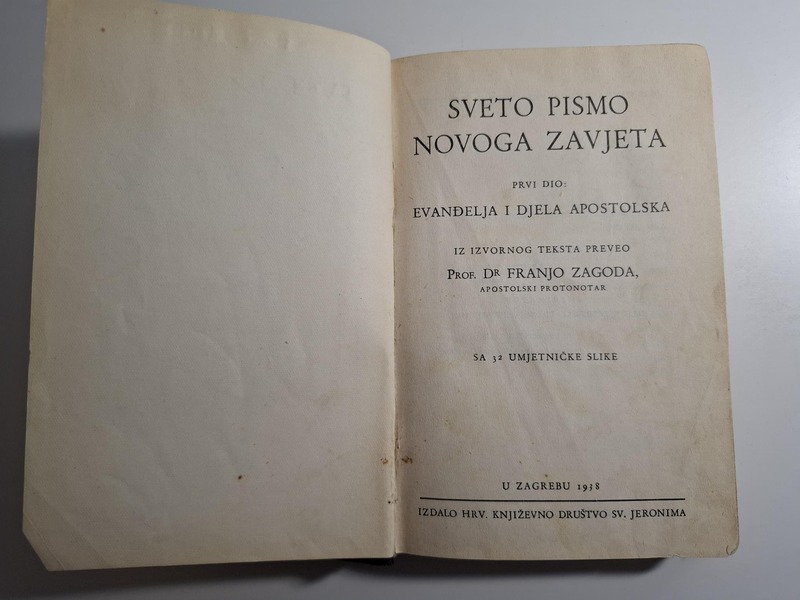 SVETO PISMO
NOVOGA ZAVJETA
PRVI DIO:
EVANĐELJA I DJELA APOSTOLSKA
IZ IZVORNOG TEKSTA PREVEO
PROF. DR FRANJO ZAGODA,
APOSTOLSKI PROTONOTAR
SA 32 UMJETNIČKE SLIKE
U ZAGREBU 1938
IZDALO HRV. KNJIŽEVNO DRUŠTVO SV. JERONIMA